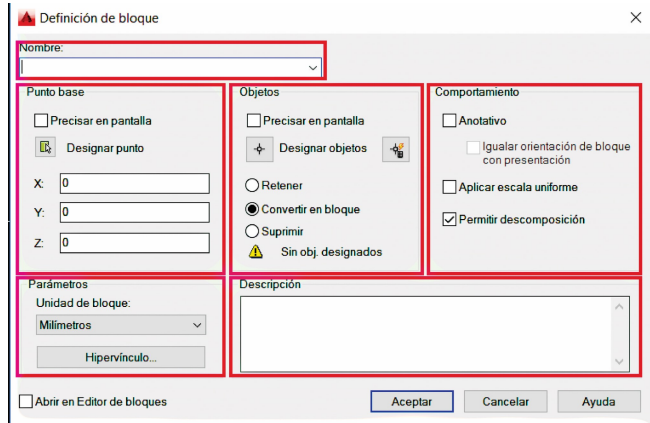 Definición de bloque
Nombre:
Punto base
Precisar en pantalla
Designar punto
X: 0
Y: 0
Z: 0
Objetos
Precisar en pantalla
Designar objetos
Retener
Convertir en bloque
Suprimir
Sin obj. designados
Comportamiento
Anotativo
Igualar orientación de bloque
con presentación
Aplicar escala uniforme
Permitir descomposición
Parámetros
Unidad de bloque:
Milímetros
Hipervínculo...
Descripción
Abrir en Editor de bloques
Aceptar
Cancelar
Ayuda